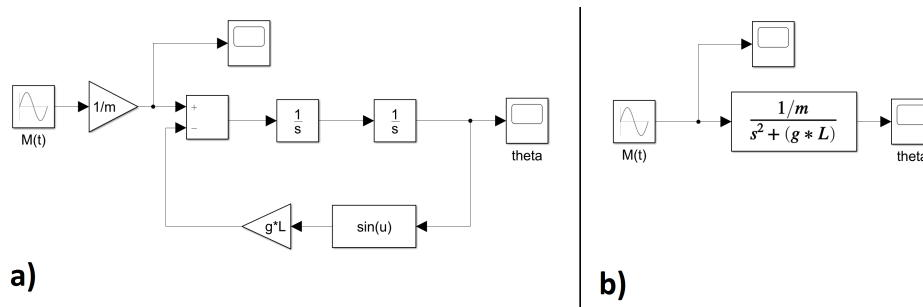 1/m
+
−
1
s
1
s
M(t)
theta
g*L
sin(u)
a)
1/m
s² + (g * L)
M(t)
theta
b)